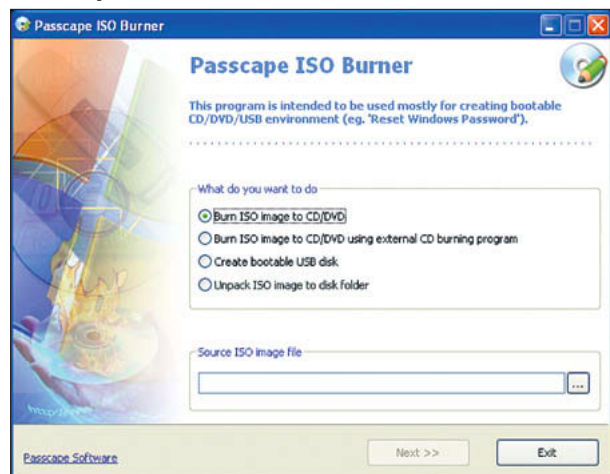 Passcape ISO Burner
Passcape ISO Burner
This program is intended to be used mostly for creating bootable
CD/DVD/USB environment (eg. 'Reset Windows Password').
What do you want to do
Burn ISO image to CD/DVD
Burn ISO image to CD/DVD using external CD burning program
Create bootable USB disk
Unpack ISO image to disk folder
Source ISO image file
...
Passcape Software
Next >>
Exit